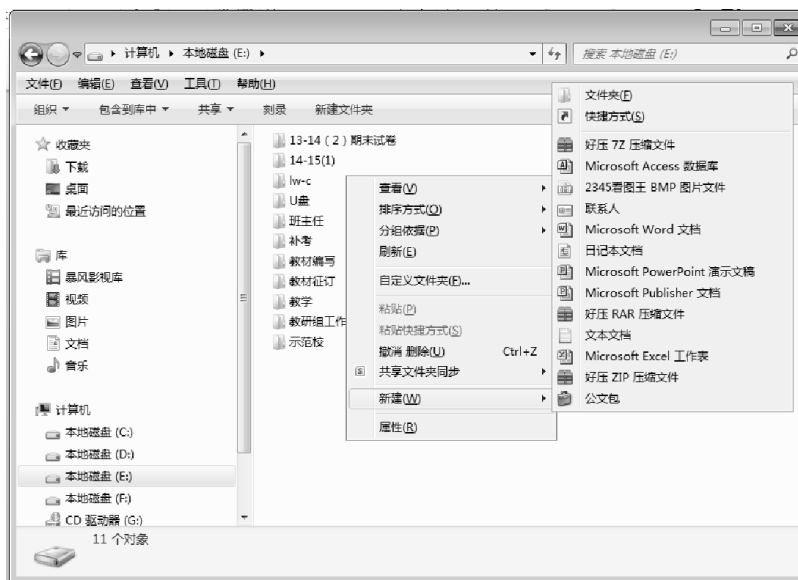 计算机 本地磁盘 (E:)
搜索 本地磁盘 (E:)
文件(F) 编辑(E) 查看(V) 工具(T) 帮助(H)
组织 包含到库中 共享 刻录 新建文件夹
收藏夹
下载
桌面
最近访问的位置
库
暴风影视库
视频
图片
文档
音乐
计算机
本地磁盘 (C:)
本地磁盘 (D:)
本地磁盘 (E:)
本地磁盘 (F:)
CD 驱动器 (G:)
13-14（2）期末试卷
14-15(1)
lw-c
U盘
班主任
补考
教材编写
教材征订
教学
教研组工作
示范校
查看(V)
排序方式(O)
分组依据(P)
刷新(E)
自定义文件夹(F)...
粘贴(P)
粘贴快捷方式(S)
撤消 删除(U) Ctrl+Z
共享文件夹同步
新建(W)
属性(R)
文件夹(F)
快捷方式(S)
好压 7Z 压缩文件
Microsoft Access 数据库
2345看图王 BMP 图片文件
联系人
Microsoft Word 文档
日记本文档
Microsoft PowerPoint 演示文稿
Microsoft Publisher 文档
好压 RAR 压缩文件
文本文档
Microsoft Excel 工作表
好压 ZIP 压缩文件
公文包
11 个对象